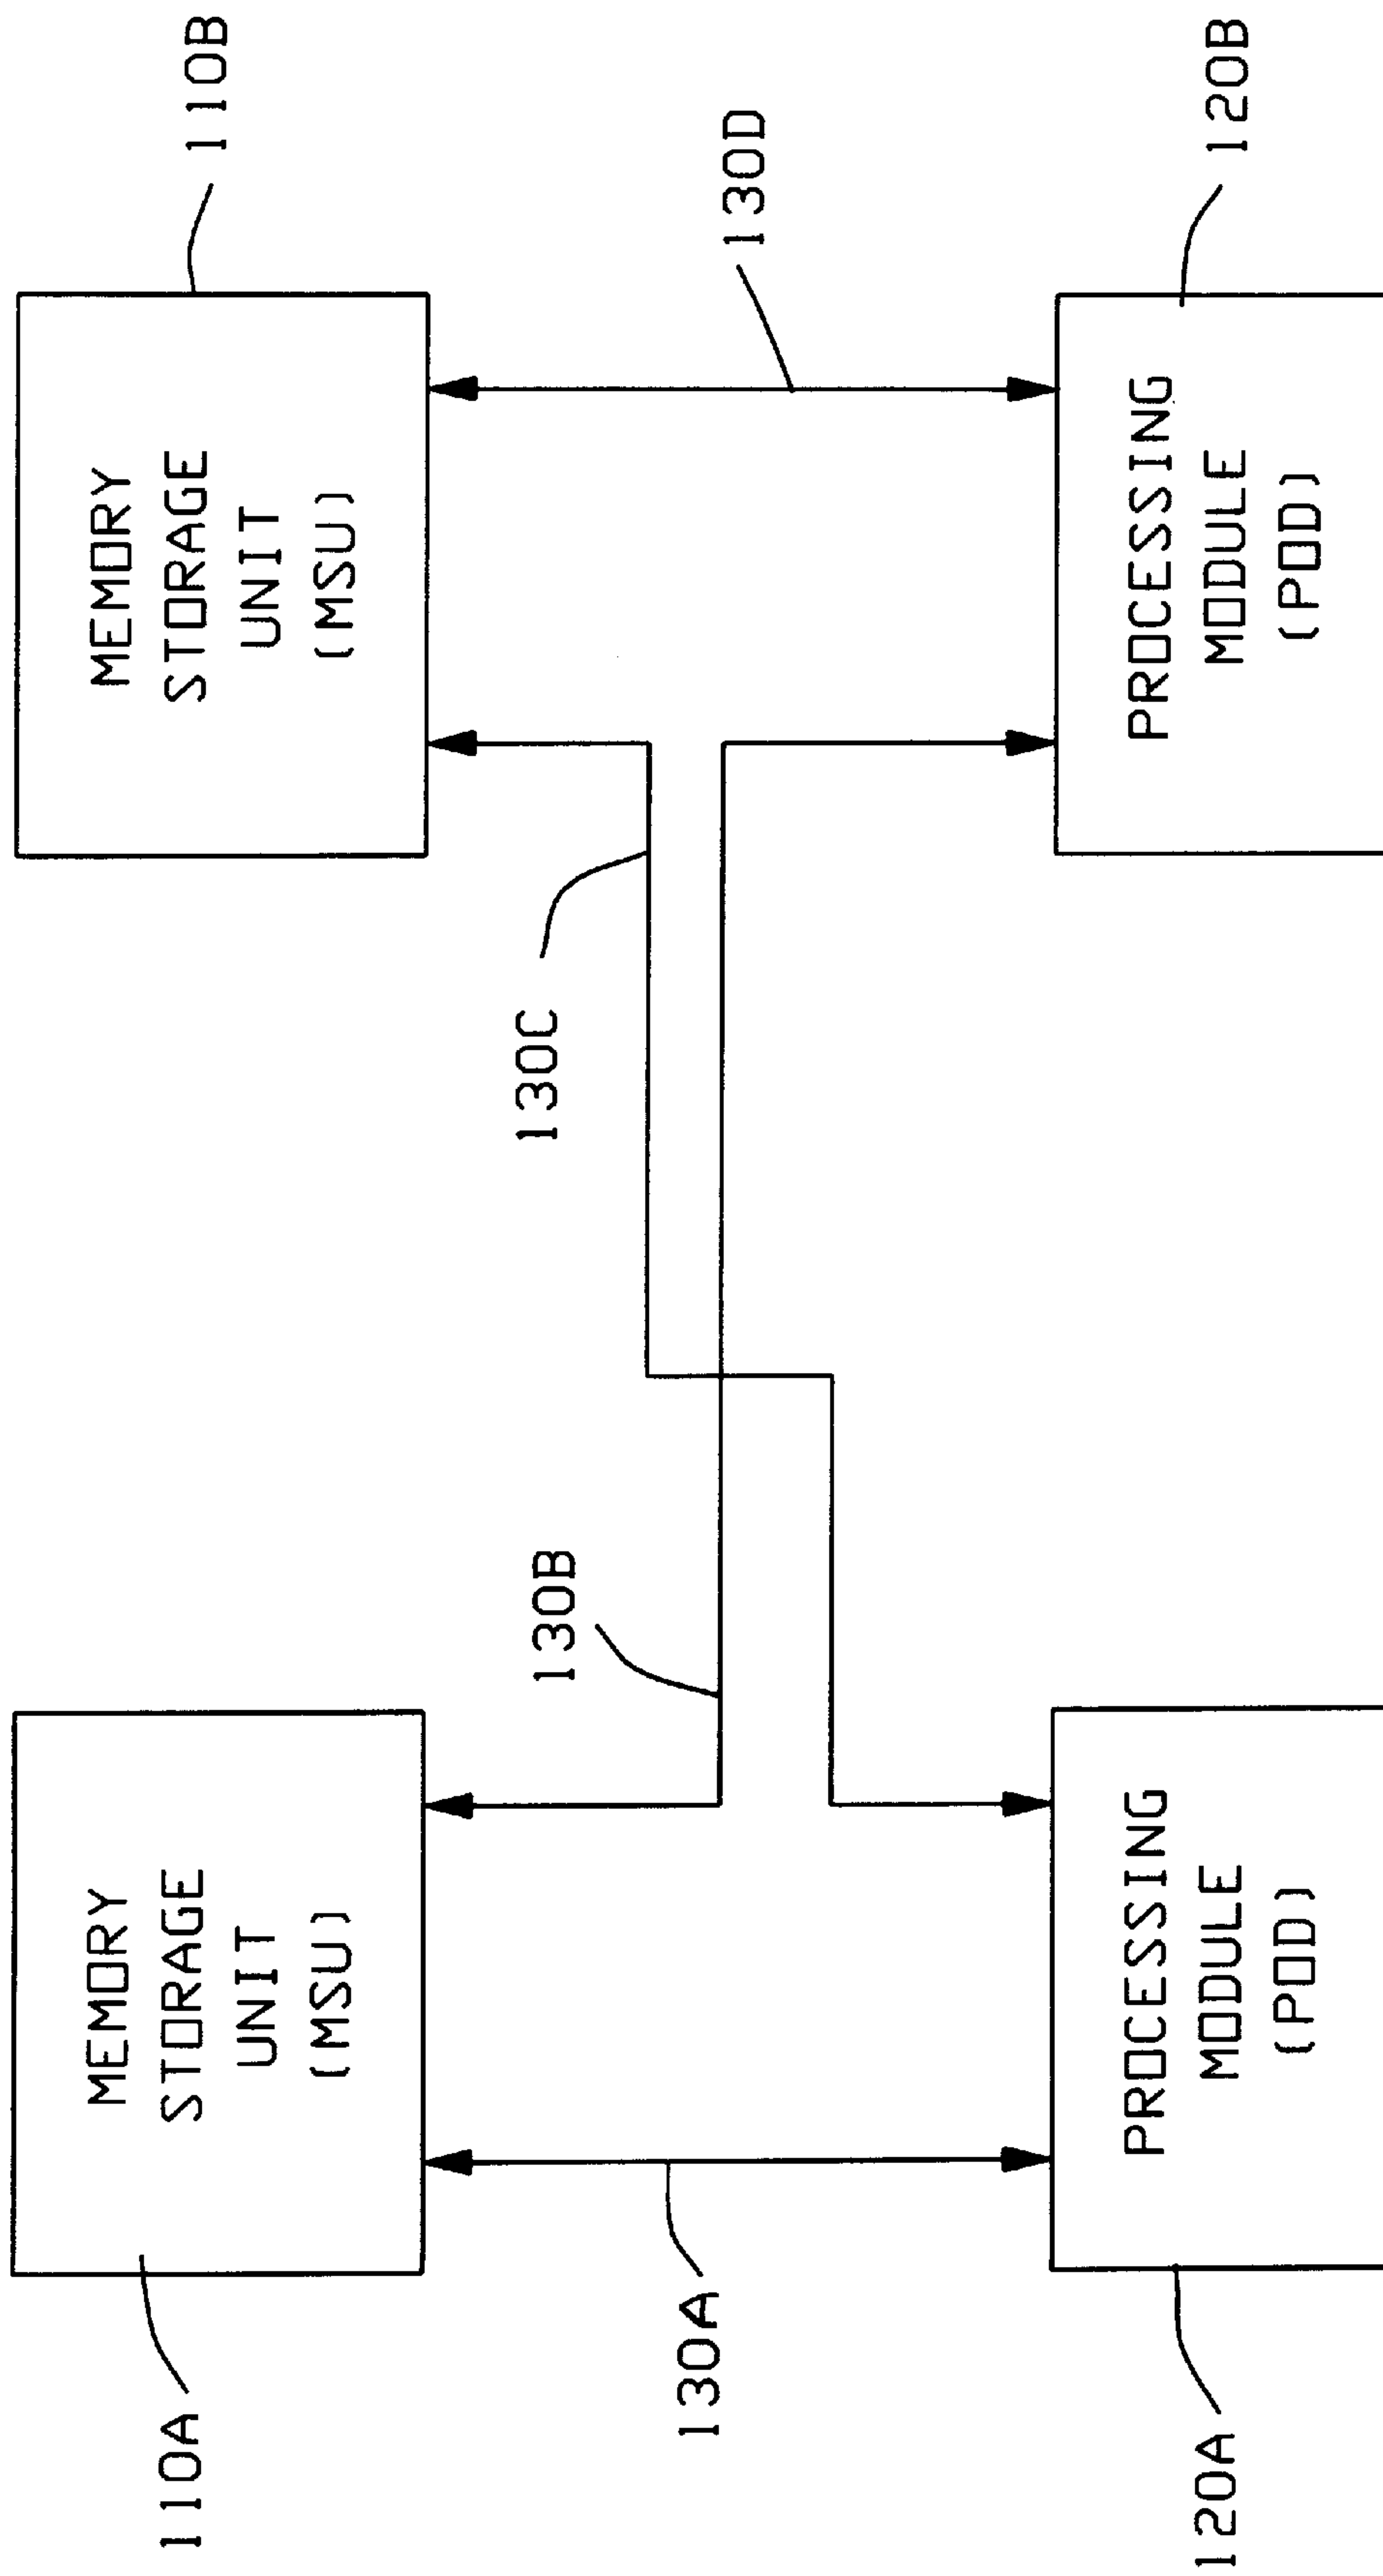 110A
MEMORY
STORAGE
UNIT
(MSU)
110B
MEMORY
STORAGE
UNIT
(MSU)
130A
130B
130C
130D
120A
PROCESSING
MODULE
(POD)
120B
PROCESSING
MODULE
(POD)